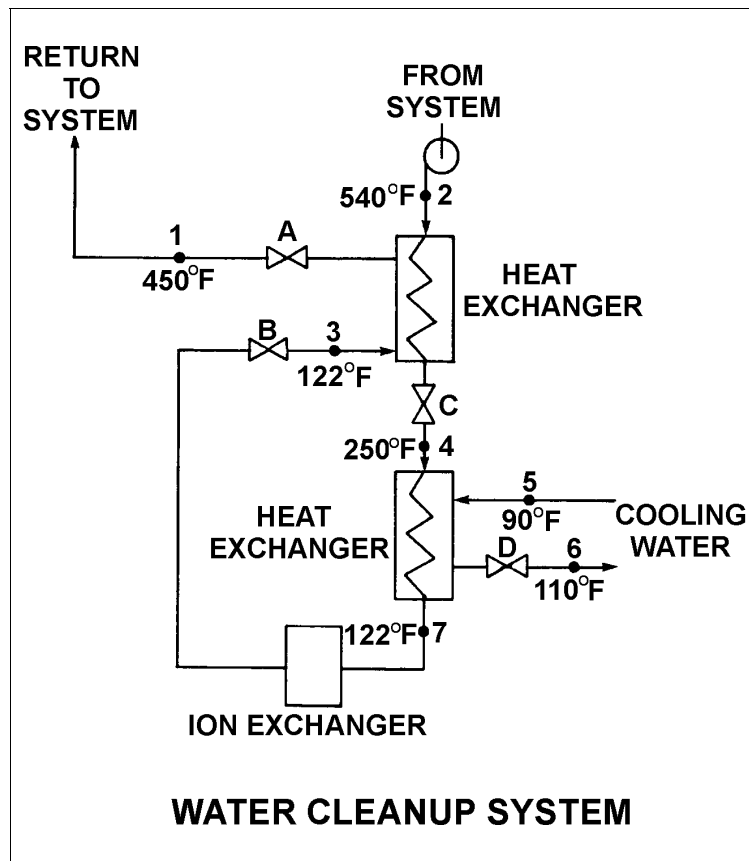 RETURN
TO
SYSTEM
FROM
SYSTEM
540°F 2
1
A
450°F
HEAT
EXCHANGER
B
3
122°F
C
250°F 4
5
HEAT
EXCHANGER
90°F
COOLING
WATER
D
6
110°F
122°F 7
ION EXCHANGER
WATER CLEANUP SYSTEM